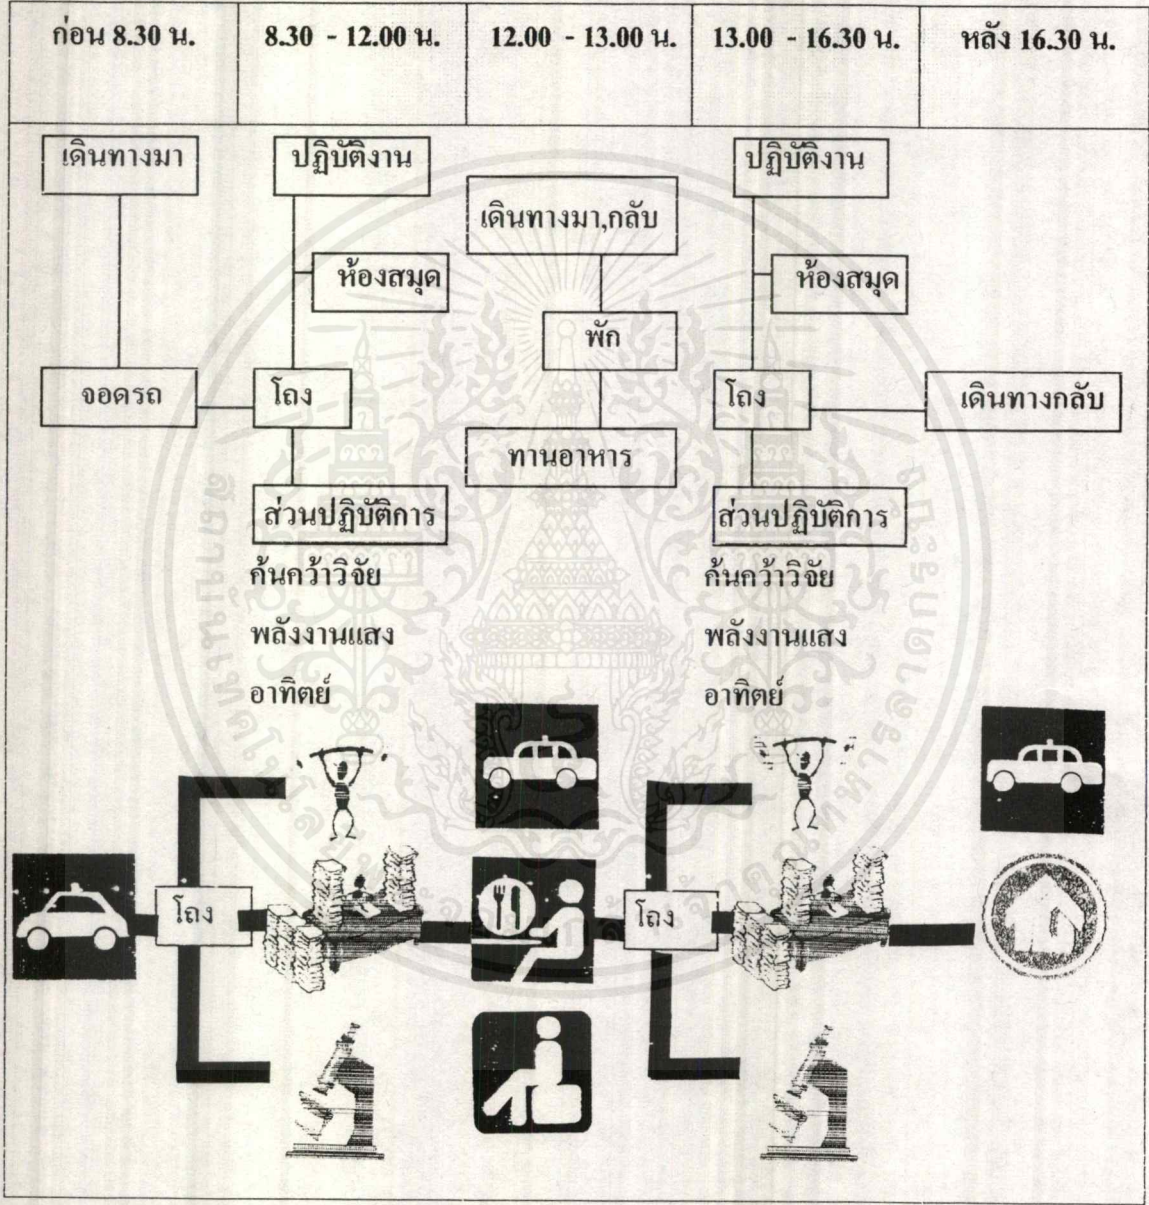 ก่อน 8.30 น.
8.30 - 12.00 น.
12.00 - 13.00 น.
13.00 - 16.30 น.
หลัง 16.30 น.
เดินทางมา
ปฏิบัติงาน
เดินทางมา,กลับ
ปฏิบัติงาน
ห้องสมุด
ห้องสมุด
พัก
จอดรถ
โถง
โถง
เดินทางกลับ
ทานอาหาร
ส่วนปฏิบัติการ
ส่วนปฏิบัติการ
ค้นคว้าวิจัย
พลังงานแสง
อาทิตย์
ค้นคว้าวิจัย
พลังงานแสง
อาทิตย์
โถง
โถง